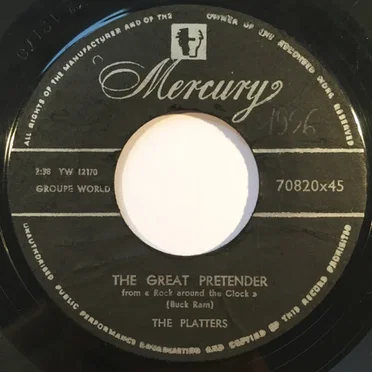 ALL RIGHTS OF THE MANUFACTURER AND OF THE OWNER OF THE RECORDED WORK RESERVED
Mercury
1956
2:38 YW 12170
GROUPE WORLD
70820x45
THE GREAT PRETENDER
from « Rock around the Clock »
(Buck Ram)
THE PLATTERS
UNAUTHORISED PUBLIC PERFORMANCE BROADCASTING AND COPYING OF THIS RECORD PROHIBITED